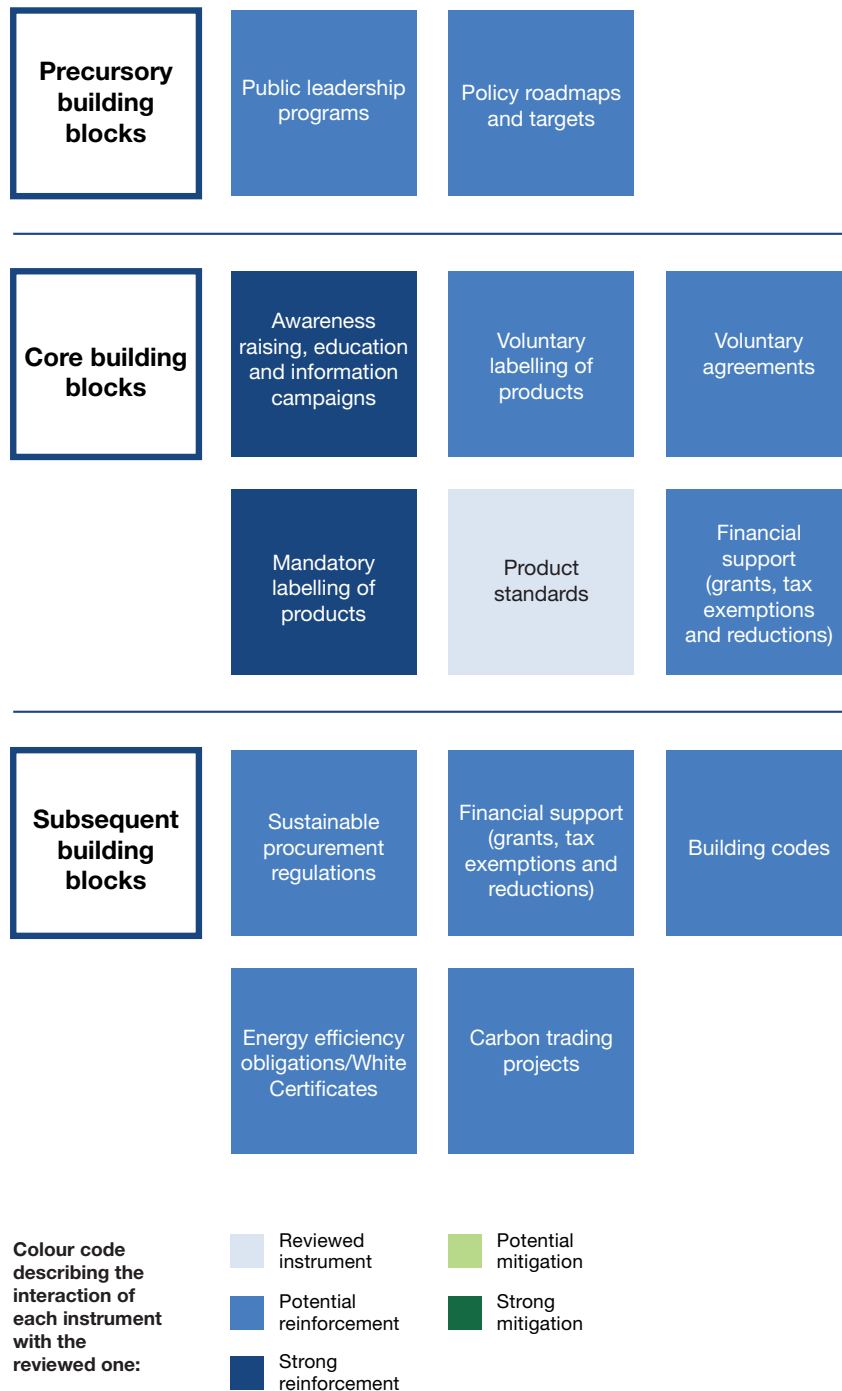 Precursory
building
blocks
Public leadership
programs
Policy roadmaps
and targets
Core building
blocks
Awareness
raising, education
and information
campaigns
Voluntary
labelling of
products
Voluntary
agreements
Mandatory
labelling of
products
Product
standards
Financial
support
(grants, tax
exemptions
and reductions)
Subsequent
building
blocks
Sustainable
procurement
regulations
Financial support
(grants, tax
exemptions and
reductions)
Building codes
Energy efficiency
obligations/White
Certificates
Carbon trading
projects
Colour code
describing the
interaction of
each instrument
with the
reviewed one:
Reviewed
instrument
Potential
reinforcement
Strong
reinforcement
Potential
mitigation
Strong
mitigation